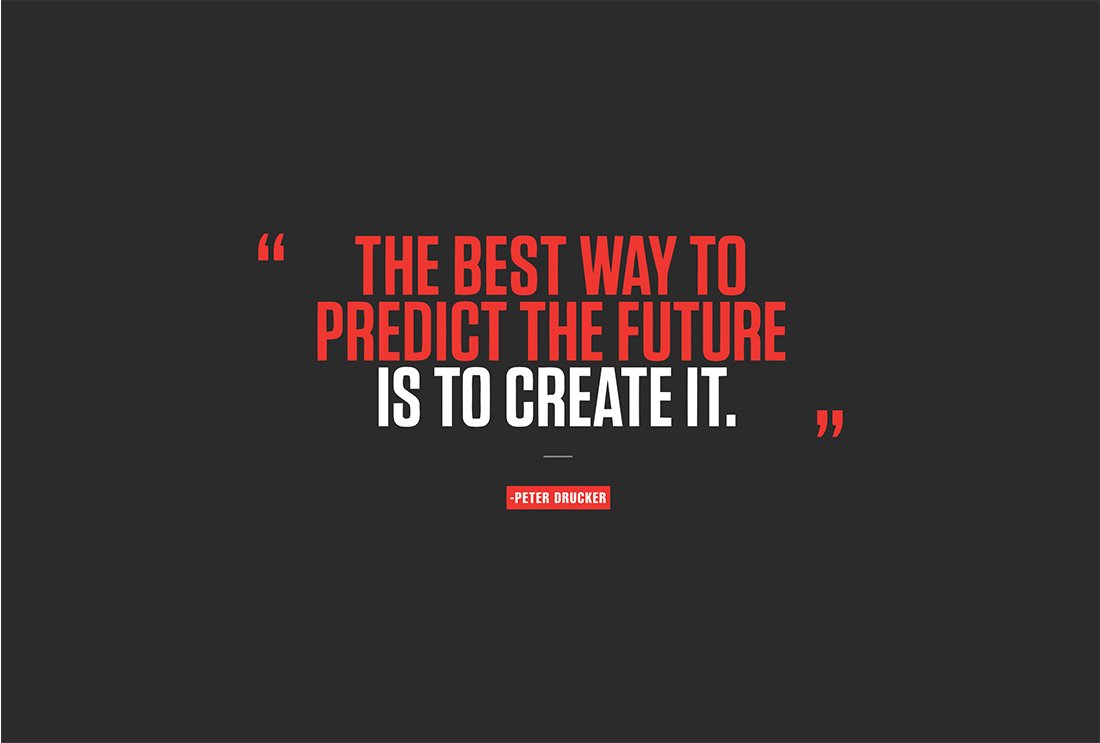 “ THE BEST WAY TO
PREDICT THE FUTURE
IS TO CREATE IT. ”
-PETER DRUCKER